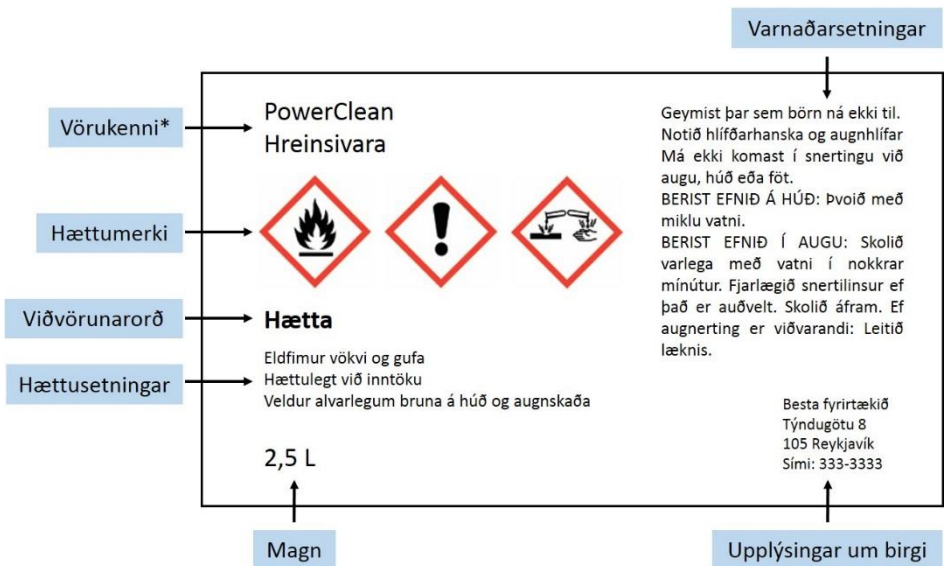 Varnaðarsetningar
Vörukenni*
PowerClean
Hreinsivara
Hættumerki
Viðvörunarorð
Hætta
Hættusetningar
Eldfimur vökvi og gufa
Hættulegt við inntöku
Veldur alvarlegum bruna á húð og augnskaða
2,5 L
Magn
Geymist þar sem börn ná ekki til.
Notið hlífðarhanska og augnhlífar
Má ekki komast í snertingu við
augu, húð eða föt.
BERIST EFNIÐ Á HÚÐ: Þvoið með
miklu vatni.
BERIST EFNIÐ Í AUGU: Skolið
varlega með vatni í nokkrar
mínútur. Fjarlægið snertilinsur ef
það er auðvelt. Skolið áfram. Ef
augnerting er viðvarandi: Leitið
læknis.
Besta fyrirtækið
Týndugötu 8
105 Reykjavík
Sími: 333-3333
Upplýsingar um birgi